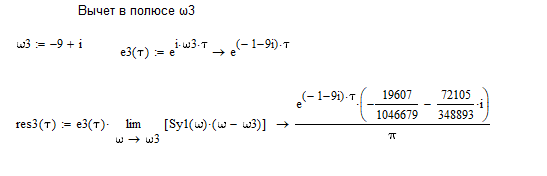 Вычет в полюсе ω3
ω3 := −9 + i e3(τ) := e^(i·ω3·τ) → e^((− 1−9i)·τ)
res3(τ) := e3(τ)· lim_(ω → ω3) [Sy1(ω)·(ω − ω3)] → (e^((− 1−9i)·τ)·(−19607/1046679 − 72105/348893·i))/π